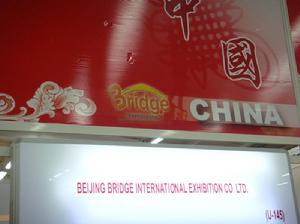 中
國
Bridge
CHINA
BEIJING BRIDGE INTERNATIONAL EXHIBITION CO. LTD.
(U-145)